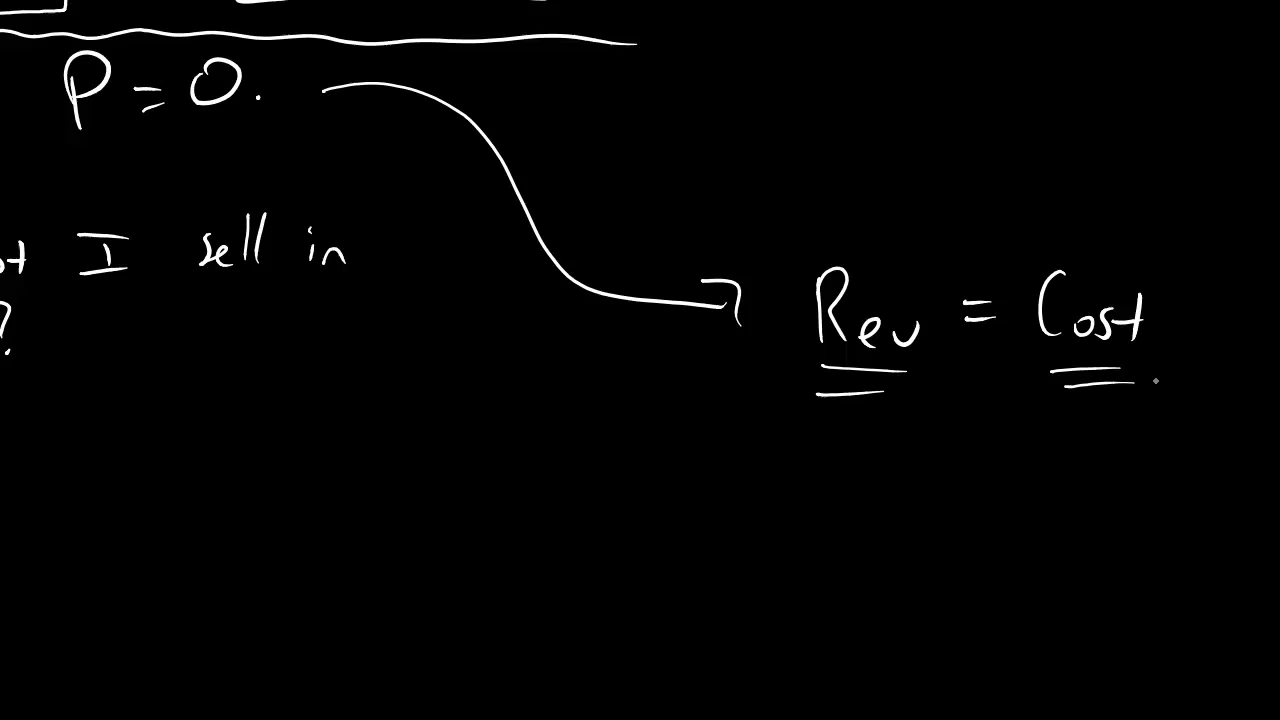 P = 0.
I sell in
?
Rev = Cost